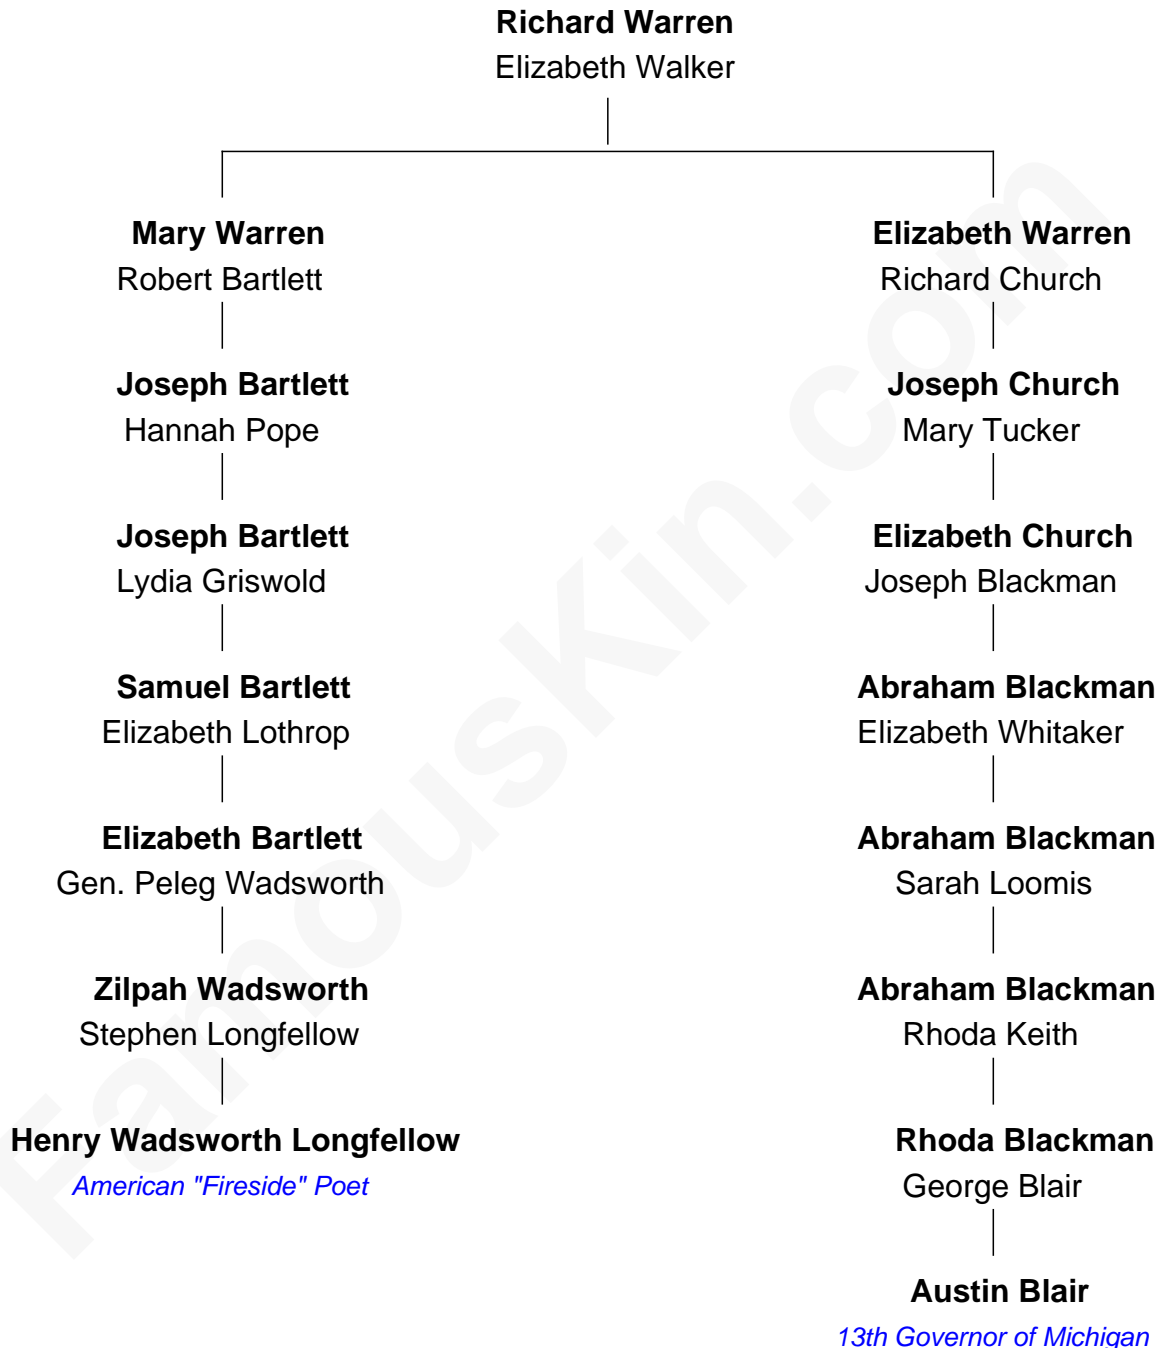 Richard Warren
Elizabeth Walker
Mary Warren
Robert Bartlett
Elizabeth Warren
Richard Church
Joseph Bartlett
Hannah Pope
Joseph Church
Mary Tucker
Joseph Bartlett
Lydia Griswold
Elizabeth Church
Joseph Blackman
Samuel Bartlett
Elizabeth Lothrop
Abraham Blackman
Elizabeth Whitaker
Elizabeth Bartlett
Gen. Peleg Wadsworth
Abraham Blackman
Sarah Loomis
Zilpah Wadsworth
Stephen Longfellow
Abraham Blackman
Rhoda Keith
Henry Wadsworth Longfellow
American "Fireside" Poet
Rhoda Blackman
George Blair
Austin Blair
13th Governor of Michigan
FamousKin.com